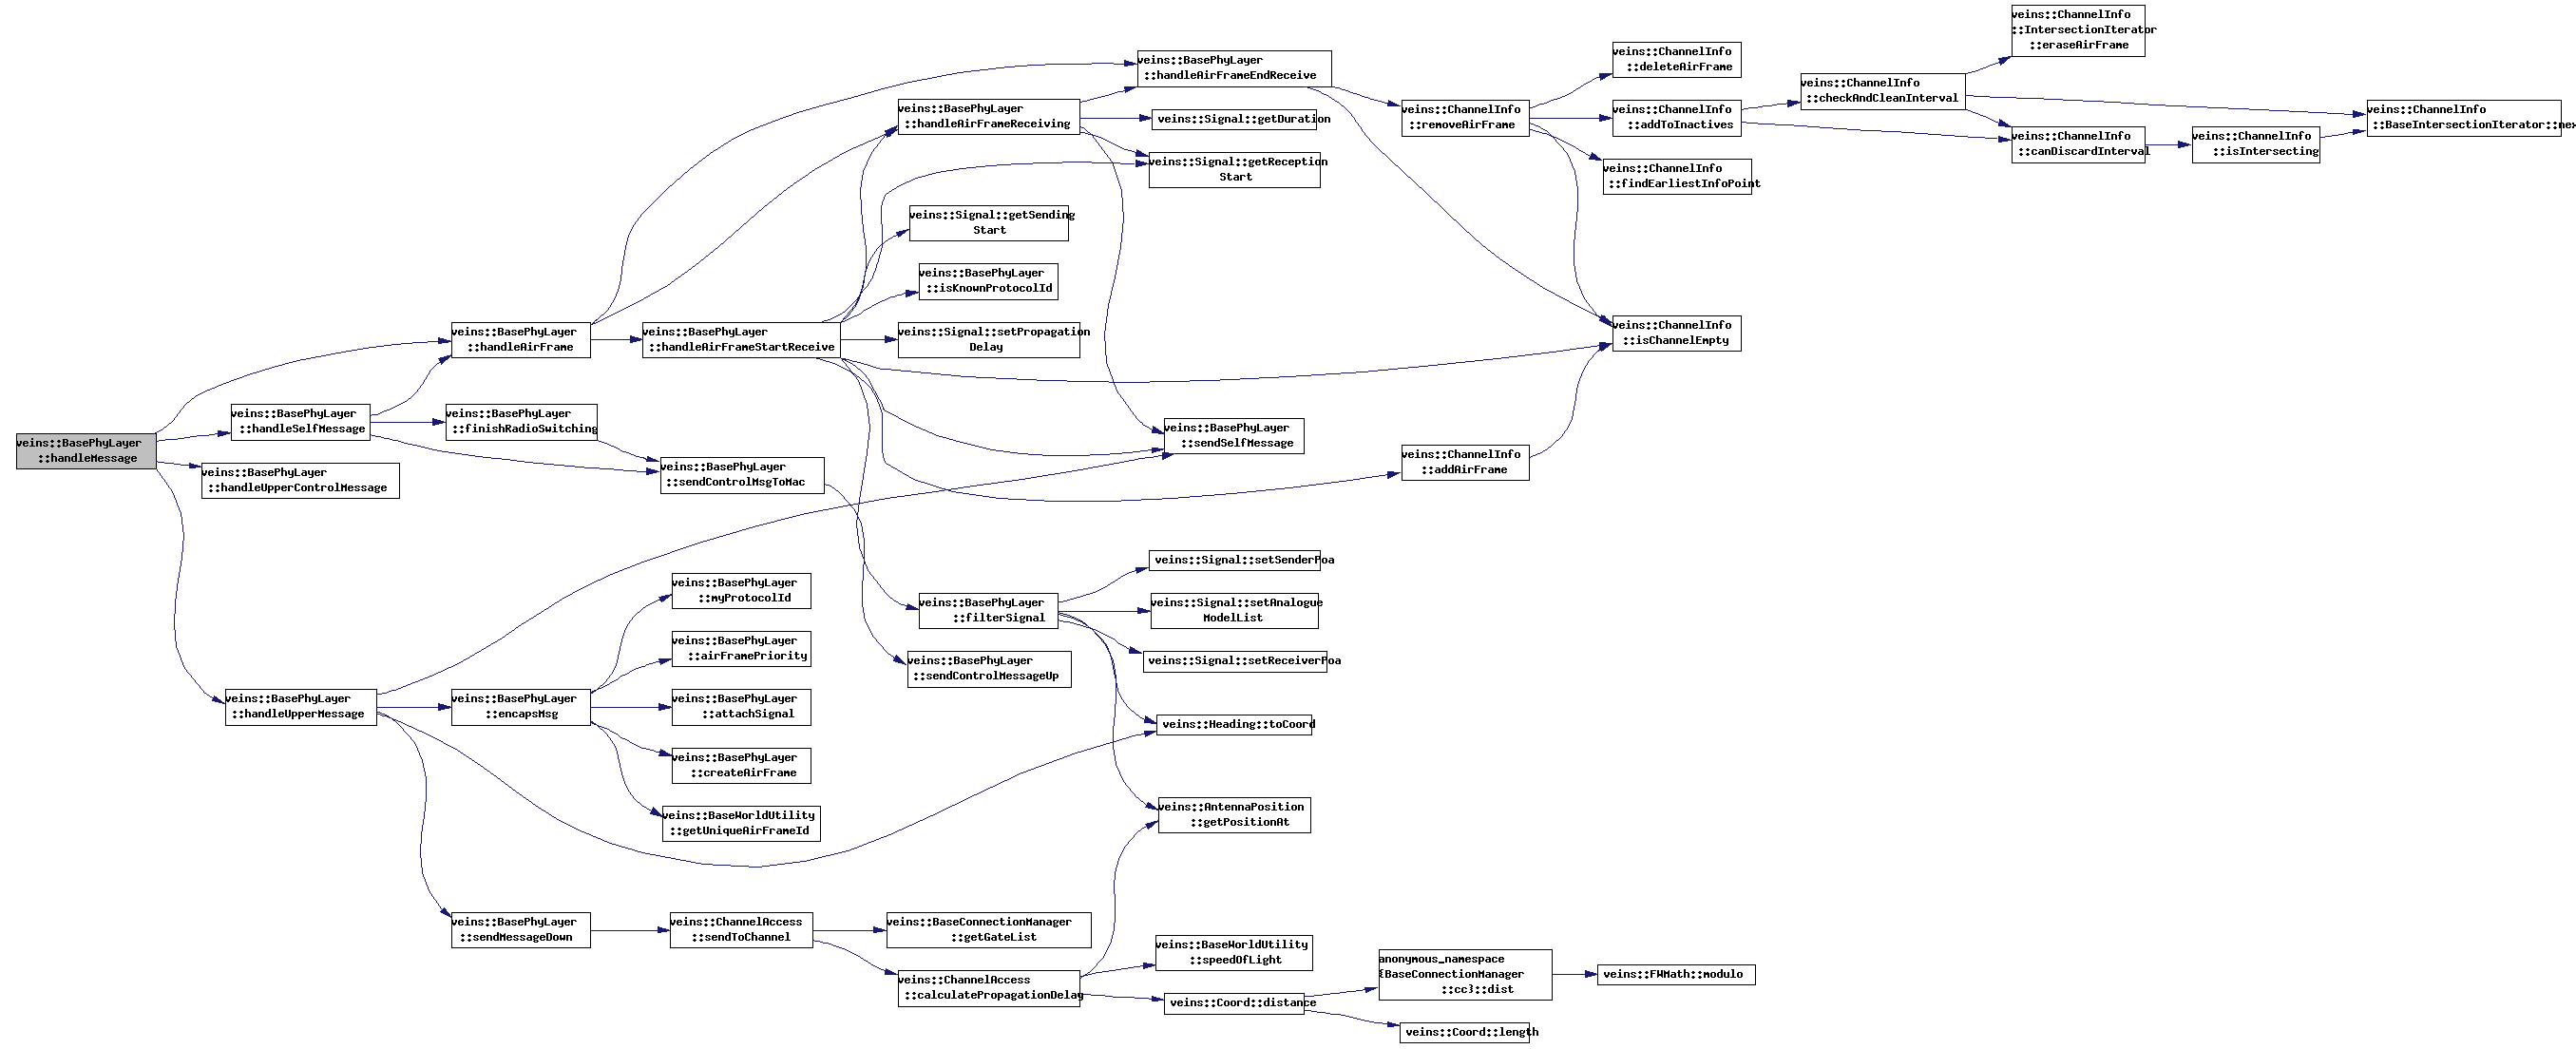 veins::BasePhyLayer
::handleMessage
veins::BasePhyLayer
::handleAirFrame
veins::BasePhyLayer
::handleSelfMessage
veins::BasePhyLayer
::handleUpperControlMessage
veins::BasePhyLayer
::handleUpperMessage
veins::BasePhyLayer
::finishRadioSwitching
veins::BasePhyLayer
::sendControlMsgToMac
veins::BasePhyLayer
::handleAirFrameStartReceive
veins::BasePhyLayer
::handleAirFrameReceiving
veins::BasePhyLayer
::handleAirFrameEndReceive
veins::Signal::getDuration
veins::Signal::getReception
Start
veins::Signal::getSending
Start
veins::BasePhyLayer
::isKnownProtocolId
veins::Signal::setPropagation
Delay
veins::BasePhyLayer
::sendSelfMessage
veins::ChannelInfo
::removeAirFrame
veins::ChannelInfo
::deleteAirFrame
veins::ChannelInfo
::addToInactives
veins::ChannelInfo
::findEarliestInfoPoint
veins::ChannelInfo
::isChannelEmpty
veins::ChannelInfo
::addAirFrame
veins::ChannelInfo
::checkAndCleanInterval
veins::ChannelInfo
::IntersectionIterator
::eraseAirFrame
veins::ChannelInfo
::canDiscardInterval
veins::ChannelInfo
::isIntersecting
veins::ChannelInfo
::BaseIntersectionIterator::nex
veins::BasePhyLayer
::filterSignal
veins::BasePhyLayer
::sendControlMessageUp
veins::Signal::setSenderPoa
veins::Signal::setAnalogue
ModelList
veins::Signal::setReceiverPoa
veins::Heading::toCoord
veins::AntennaPosition
::getPositionAt
veins::BasePhyLayer
::encapsMsg
veins::BasePhyLayer
::myProtocolId
veins::BasePhyLayer
::airFramePriority
veins::BasePhyLayer
::attachSignal
veins::BasePhyLayer
::createAirFrame
veins::BaseWorldUtility
::getUniqueAirFrameId
veins::BasePhyLayer
::sendMessageDown
veins::ChannelAccess
::sendToChannel
veins::BaseConnectionManager
::getGateList
veins::ChannelAccess
::calculatePropagationDelay
veins::BaseWorldUtility
::speedOfLight
veins::Coord::distance
anonymous_namespace
{BaseConnectionManager
::cc}::dist
veins::FWMath::modulo
veins::Coord::length